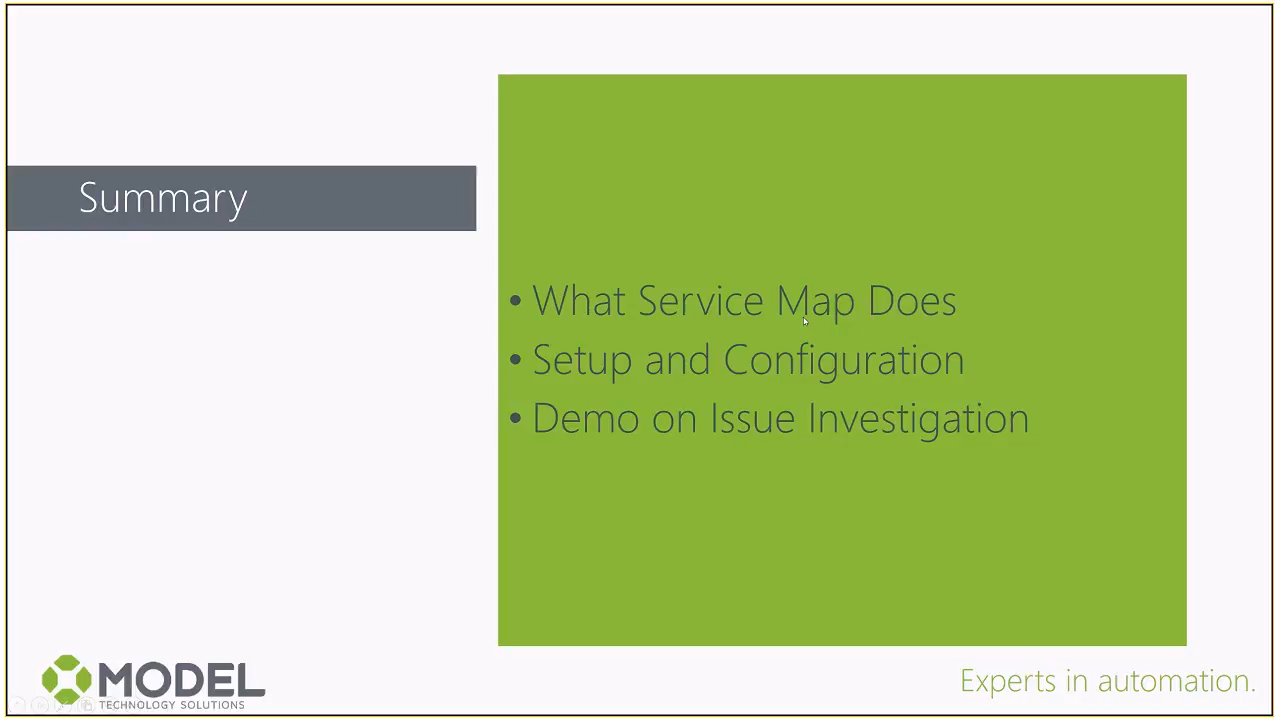 Summary
• What Service Map Does
• Setup and Configuration
• Demo on Issue Investigation
MODEL
TECHNOLOGY SOLUTIONS
Experts in automation.